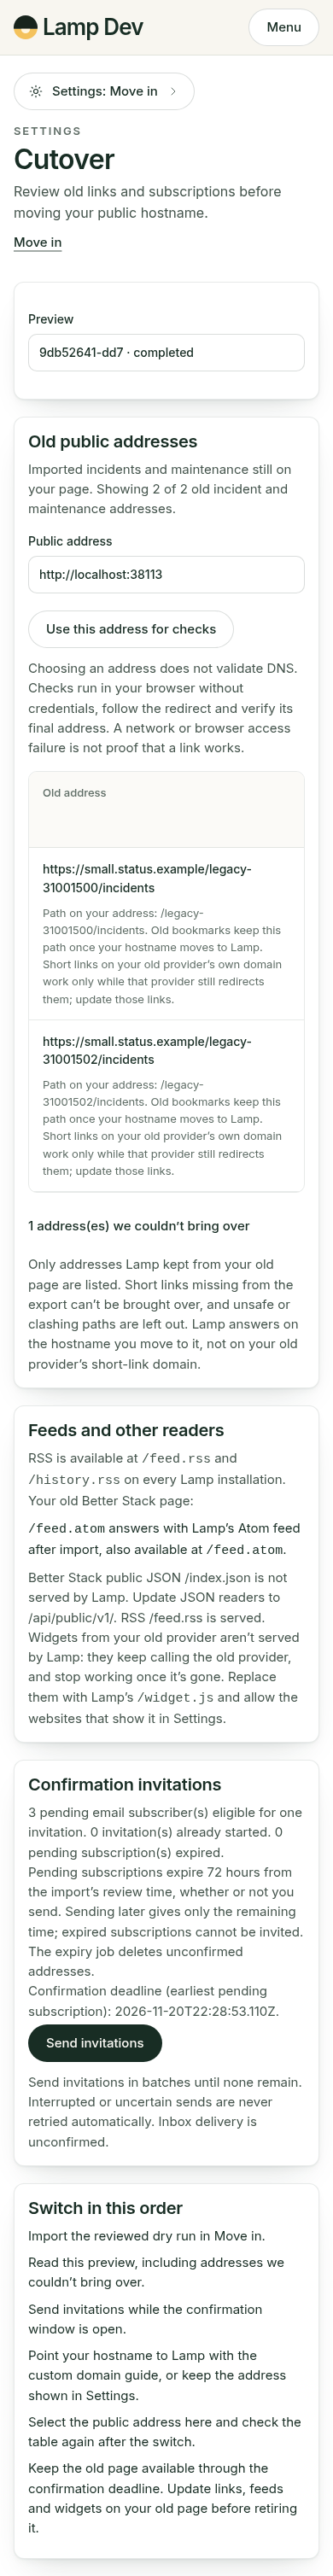 Lamp Dev
Menu
Settings: Move in
SETTINGS
Cutover
Review old links and subscriptions before
moving your public hostname.
Move in
Preview
9db52641-dd7 · completed
Old public addresses
Imported incidents and maintenance still on
your page. Showing 2 of 2 old incident and
maintenance addresses.
Public address
http://localhost:38113
Use this address for checks
Choosing an address does not validate DNS.
Checks run in your browser without
credentials, follow the redirect and verify its
final address. A network or browser access
failure is not proof that a link works.
Old address
https://small.status.example/legacy-
31001500/incidents
Path on your address: /legacy-
31001500/incidents. Old bookmarks keep this
path once your hostname moves to Lamp.
Short links on your old provider’s own domain
work only while that provider still redirects
them; update those links.
https://small.status.example/legacy-
31001502/incidents
Path on your address: /legacy-
31001502/incidents. Old bookmarks keep this
path once your hostname moves to Lamp.
Short links on your old provider’s own domain
work only while that provider still redirects
them; update those links.
1 address(es) we couldn’t bring over
Only addresses Lamp kept from your old
page are listed. Short links missing from the
export can’t be brought over, and unsafe or
clashing paths are left out. Lamp answers on
the hostname you move to it, not on your old
provider’s short-link domain.
Feeds and other readers
RSS is available at /feed.rss and
/history.rss on every Lamp installation.
Your old Better Stack page:
/feed.atom answers with Lamp’s Atom feed
after import, also available at /feed.atom.
Better Stack public JSON /index.json is not
served by Lamp. Update JSON readers to
/api/public/v1/. RSS /feed.rss is served.
Widgets from your old provider aren’t served
by Lamp: they keep calling the old provider,
and stop working once it’s gone. Replace
them with Lamp’s /widget.js and allow the
websites that show it in Settings.
Confirmation invitations
3 pending email subscriber(s) eligible for one
invitation. 0 invitation(s) already started. 0
pending subscription(s) expired.
Pending subscriptions expire 72 hours from
the import’s review time, whether or not you
send. Sending later gives only the remaining
time; expired subscriptions cannot be invited.
The expiry job deletes unconfirmed
addresses.
Confirmation deadline (earliest pending
subscription): 2026-11-20T22:28:53.110Z.
Send invitations
Send invitations in batches until none remain.
Interrupted or uncertain sends are never
retried automatically. Inbox delivery is
unconfirmed.
Switch in this order
Import the reviewed dry run in Move in.
Read this preview, including addresses we
couldn’t bring over.
Send invitations while the confirmation
window is open.
Point your hostname to Lamp with the
custom domain guide, or keep the address
shown in Settings.
Select the public address here and check the
table again after the switch.
Keep the old page available through the
confirmation deadline. Update links, feeds
and widgets on your old page before retiring
it.